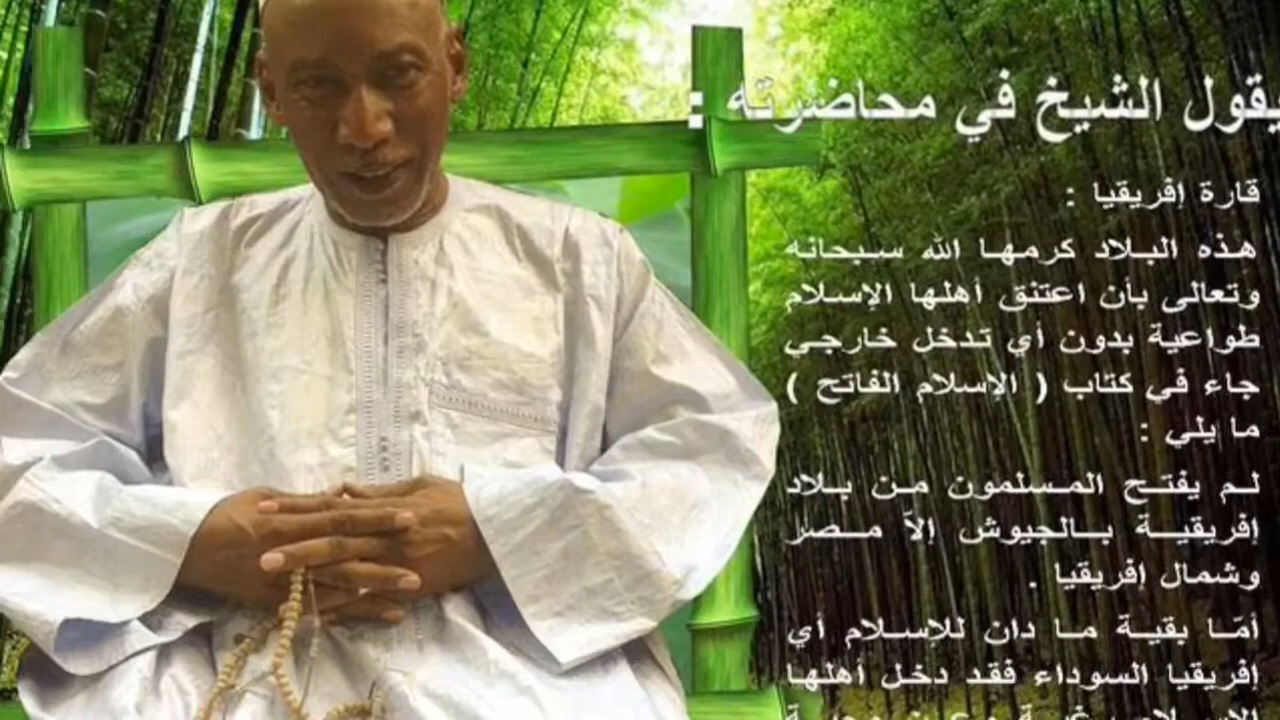 يقول الشيخ في محاضرته :
قارة إفريقيا :
هذه البلاد كرمها الله سبحانه
وتعالى بأن اعتنق أهلها الإسلام
طواعية بدون أي تدخل خارجي
جاء في كتاب ( الإسلام الفاتح )
ما يلي :
لم يفتح المسلمون من بلاد
إفريقية بالجيوش إلاّ مصر
وشمال إفريقيا .
أمّا بقية ما دان للإسلام أي
إفريقيا السوداء فقد دخل أهلها